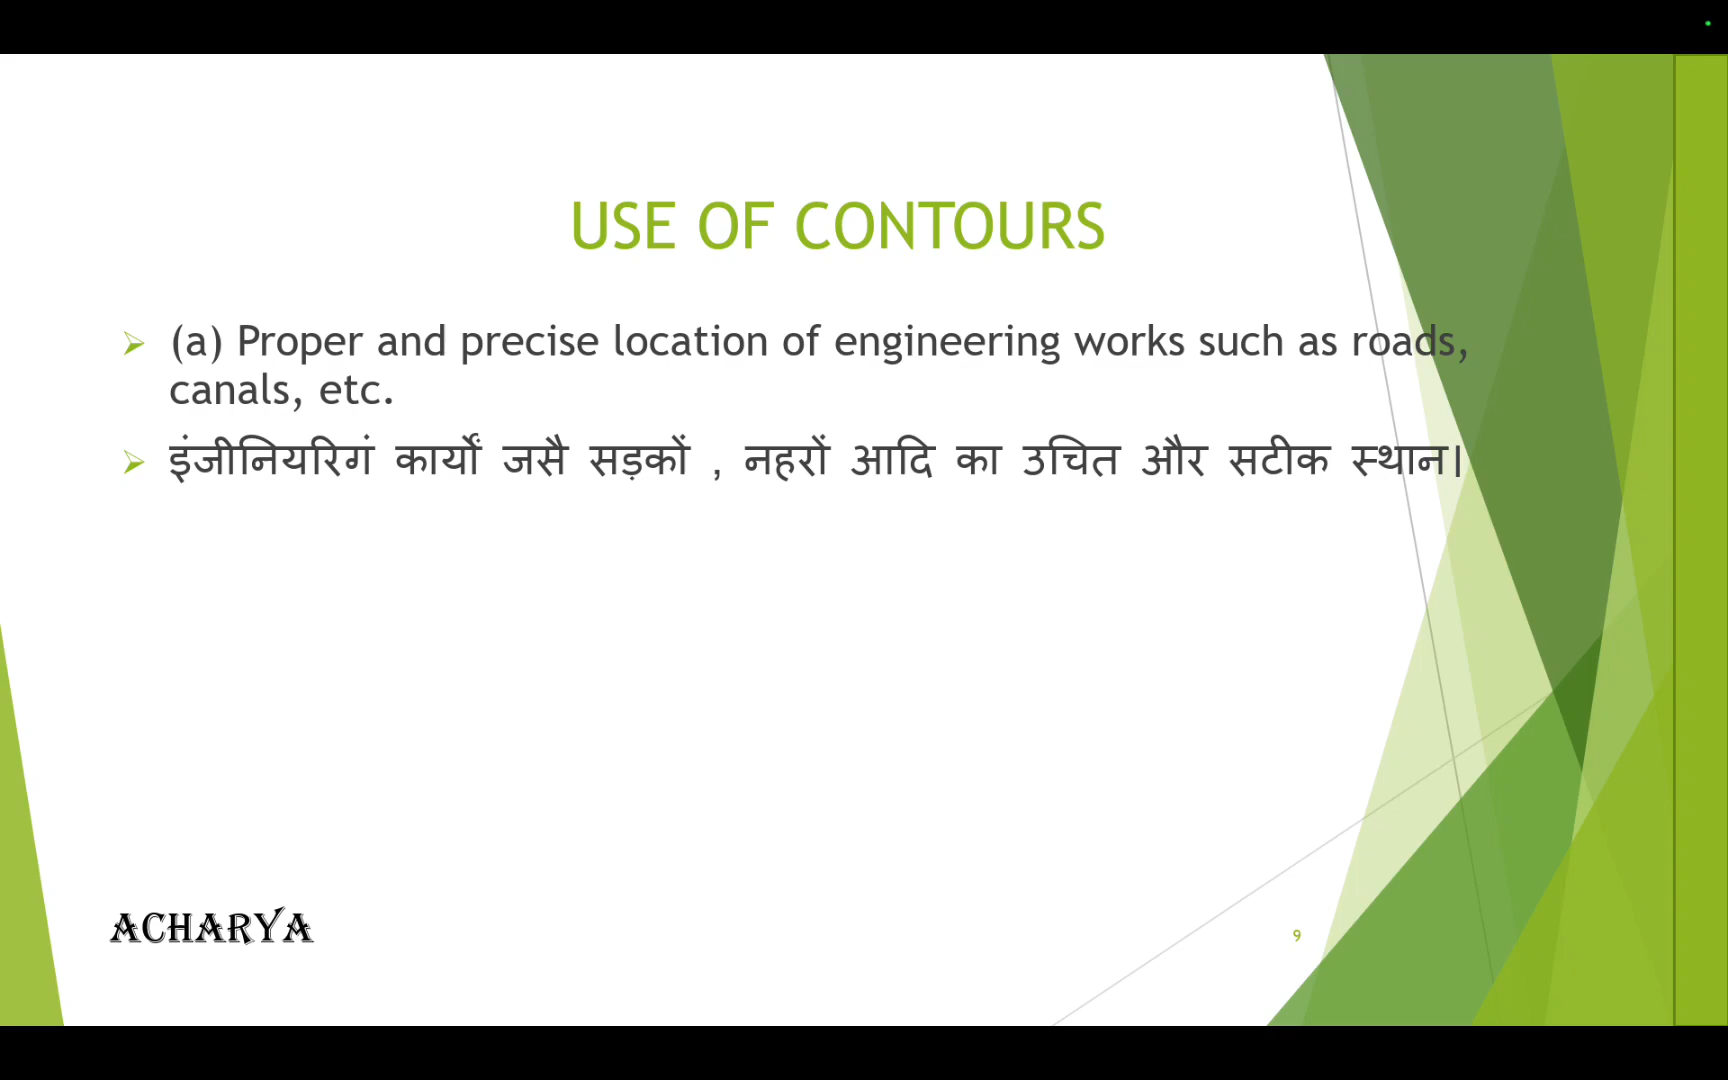 USE OF CONTOURS
(a) Proper and precise location of engineering works such as roads,
canals, etc.
इंजीनियरिगं कार्यों जसै सड़कों , नहरों आदि का उचित और सटीक स्थान।
ACHARYA
9